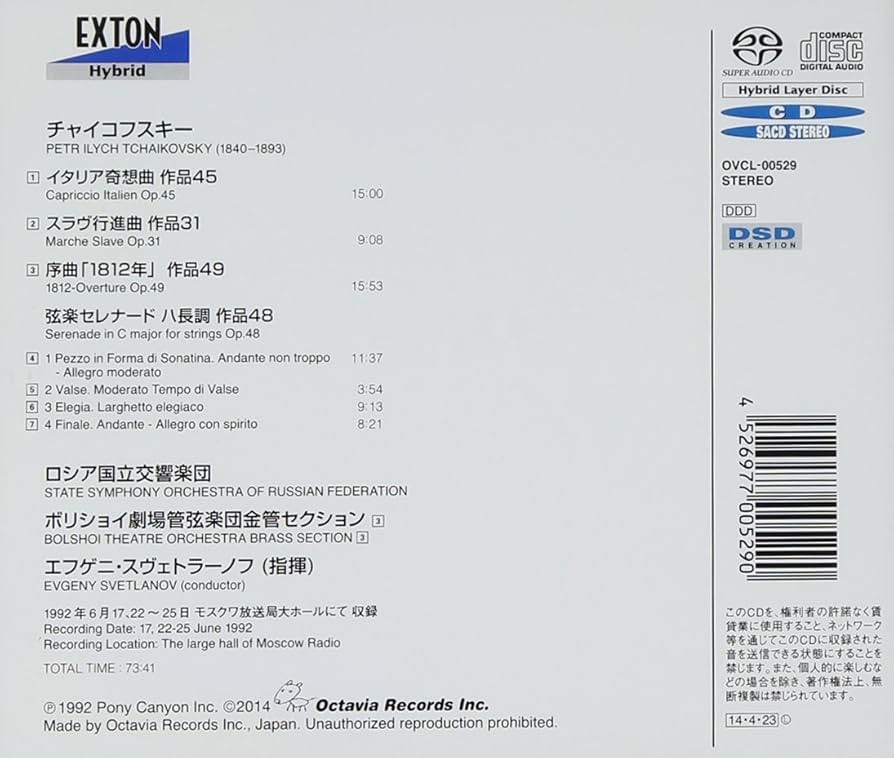 EXTON
Hybrid
チャイコフスキー
PETR ILYCH TCHAIKOVSKY (1840–1893)
1 イタリア奇想曲 作品45
Capriccio Italien Op.45 15:00
2 スラヴ行進曲 作品31
Marche Slave Op.31 9:08
3 序曲「1812年」 作品49
1812-Overture Op.49 15:53
弦楽セレナード ハ長調 作品48
Serenade in C major for strings Op.48
4 1 Pezzo in Forma di Sonatina. Andante non troppo 11:37
- Allegro moderato
5 2 Valse. Moderato Tempo di Valse 3:54
6 3 Elegia. Larghetto elegiaco 9:13
7 4 Finale. Andante - Allegro con spirito 8:21
ロシア国立交響楽団
STATE SYMPHONY ORCHESTRA OF RUSSIAN FEDERATION
ボリショイ劇場管弦楽団金管セクション 3
BOLSHOI THEATRE ORCHESTRA BRASS SECTION 3
エフゲニ・スヴェトラーノフ (指揮)
EVGENY SVETLANOV (conductor)
1992年6月17、22〜25日 モスクワ放送局大ホールにて 収録
Recording Date: 17, 22-25 June 1992
Recording Location: The large hall of Moscow Radio
TOTAL TIME : 73:41
℗1992 Pony Canyon Inc. ©2014 Octavia Records Inc.
Made by Octavia Records Inc., Japan. Unauthorized reproduction prohibited.
SUPER AUDIO CD
COMPACT
disc
DIGITAL AUDIO
Hybrid Layer Disc
CD
SACD STEREO
OVCL-00529
STEREO
DDD
DSD
CREATION
4 526977 005290
このCDを、権利者の許諾なく賃
貸業に使用すること、ネットワーク
等を通じてこのCDに収録された
音を送信できる状態にすることを
禁じます。また、個人的に楽しむな
どの場合を除き、著作権法上、無
断複製は禁じられています。
14・4・23 Ⓛ